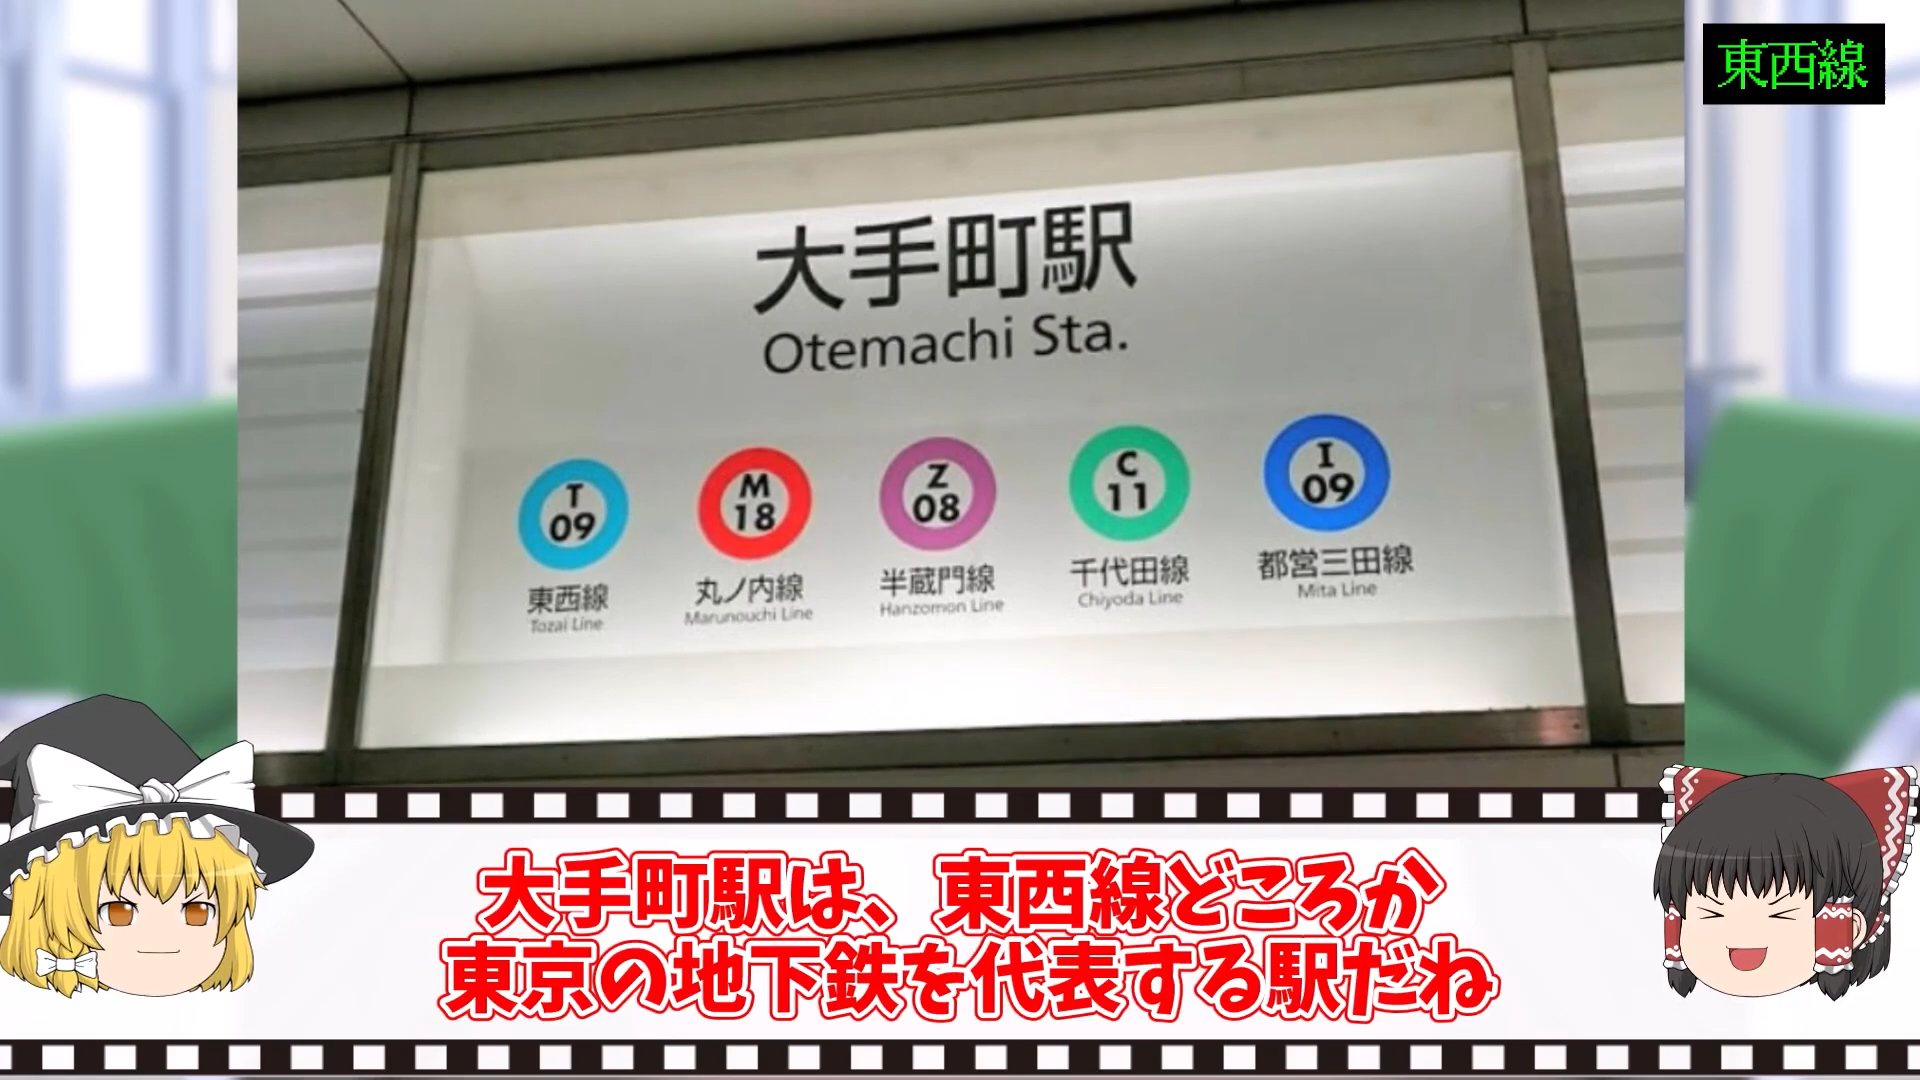 東西線
大手町駅
Otemachi Sta.
T 09
M 18
Z 08
C 11
I 09
東西線
丸ノ内線
半蔵門線
千代田線
都営三田線
Tozai Line
Marunouchi Line
Hanzomon Line
Chiyoda Line
Mita Line
大手町駅は、東西線どころか
東京の地下鉄を代表する駅だね